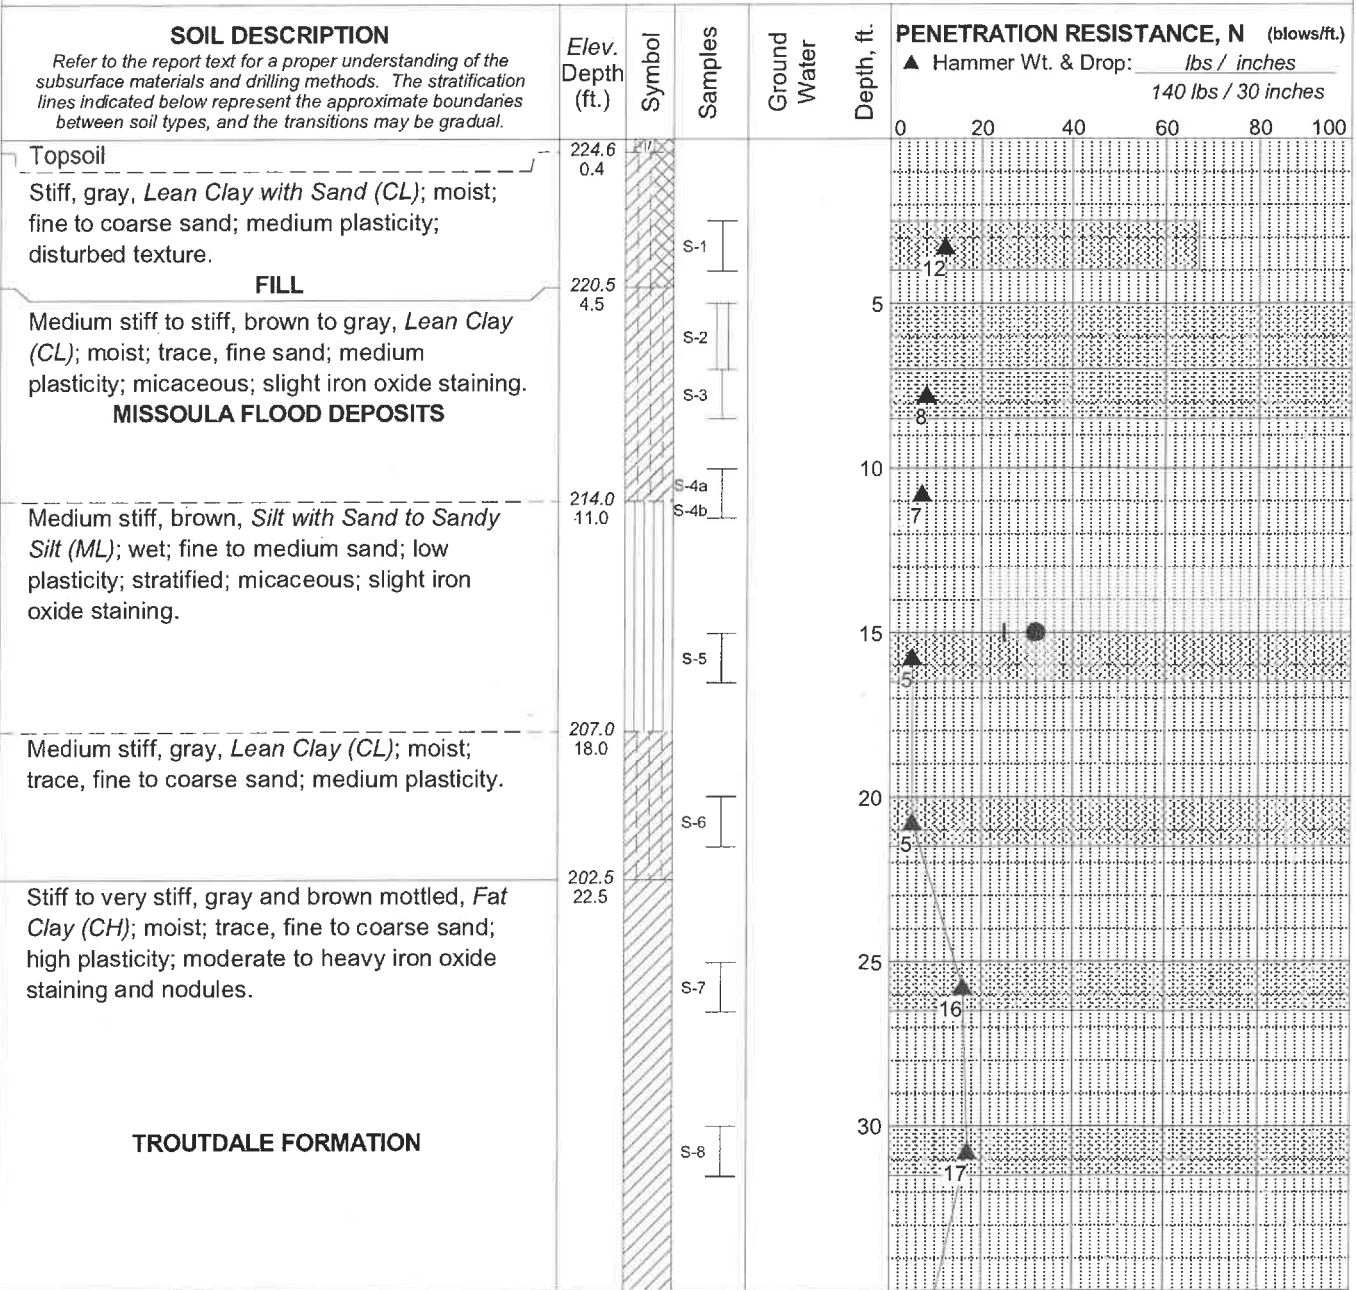 SOIL DESCRIPTION
Refer to the report text for a proper understanding of the
subsurface materials and drilling methods. The stratification
lines indicated below represent the approximate boundaries
between soil types, and the transitions may be gradual.
Elev.
Depth
(ft.)
Symbol
Samples
Ground
Water
Depth, ft.
PENETRATION RESISTANCE, N (blows/ft.)
▲ Hammer Wt. & Drop: lbs / inches
140 lbs / 30 inches
0 20 40 60 80 100
Topsoil
224.6
0.4
Stiff, gray, Lean Clay with Sand (CL); moist;
fine to coarse sand; medium plasticity;
disturbed texture.
S-1
12
FILL
220.5
4.5
5
Medium stiff to stiff, brown to gray, Lean Clay
(CL); moist; trace, fine sand; medium
plasticity; micaceous; slight iron oxide staining.
MISSOULA FLOOD DEPOSITS
S-2
S-3
8
10
S-4a
214.0
11.0
S-4b
7
Medium stiff, brown, Silt with Sand to Sandy
Silt (ML); wet; fine to medium sand; low
plasticity; stratified; micaceous; slight iron
oxide staining.
15
S-5
5
207.0
18.0
Medium stiff, gray, Lean Clay (CL); moist;
trace, fine to coarse sand; medium plasticity.
20
S-6
5
202.5
22.5
Stiff to very stiff, gray and brown mottled, Fat
Clay (CH); moist; trace, fine to coarse sand;
high plasticity; moderate to heavy iron oxide
staining and nodules.
25
S-7
16
30
TROUTDALE FORMATION
S-8
17